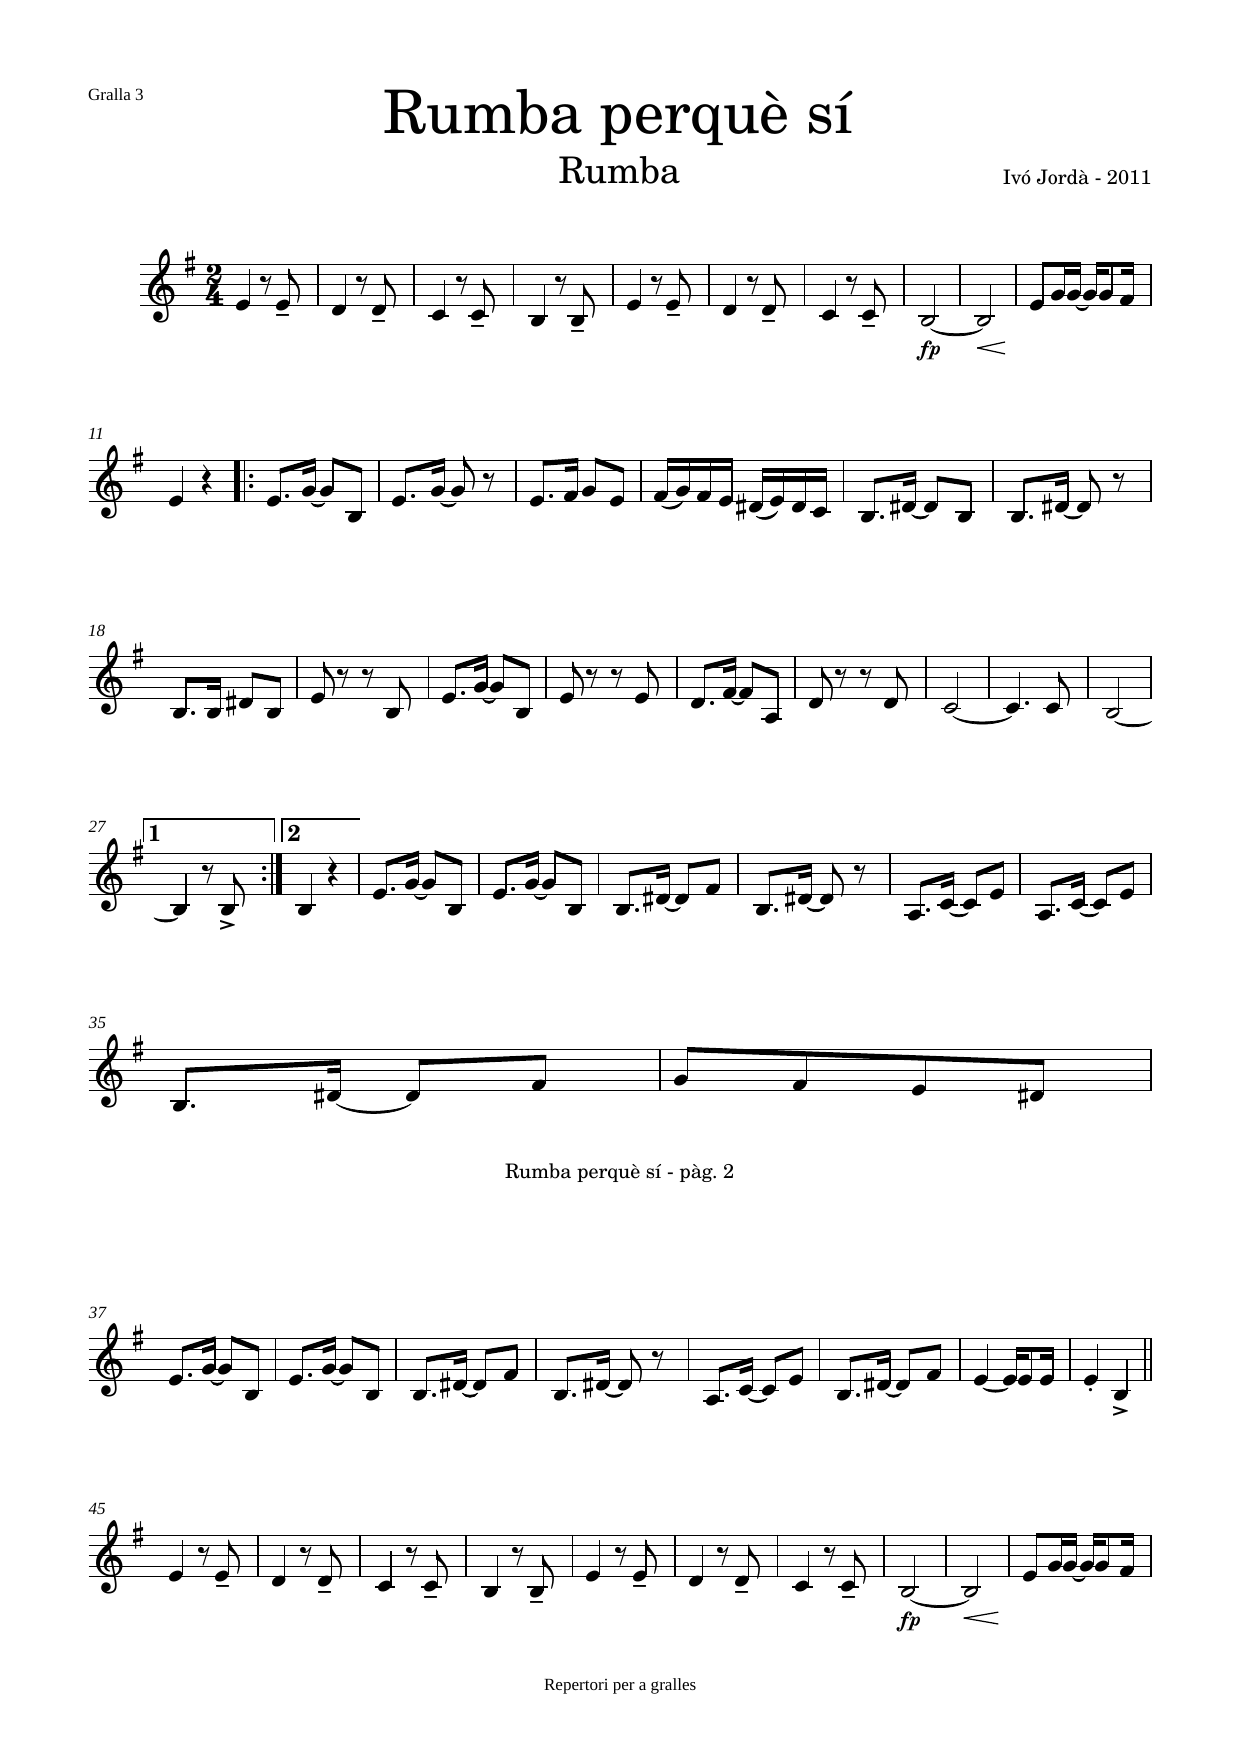 Gralla 3
Rumba perquè sí
Rumba
Ivó Jordà - 2011
2
4
fp
11
18
27
1
2
35
Rumba perquè sí - pàg. 2
37
45
fp
Repertori per a gralles